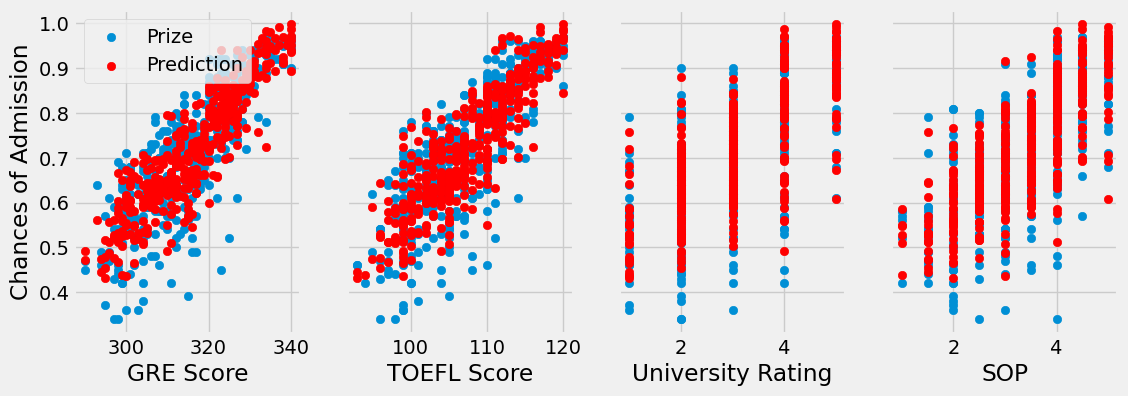 Chances of Admission
1.0
0.9
0.8
0.7
0.6
0.5
0.4
Prize
Prediction
300 320 340
GRE Score
100 110 120
TOEFL Score
2 4
University Rating
2 4
SOP